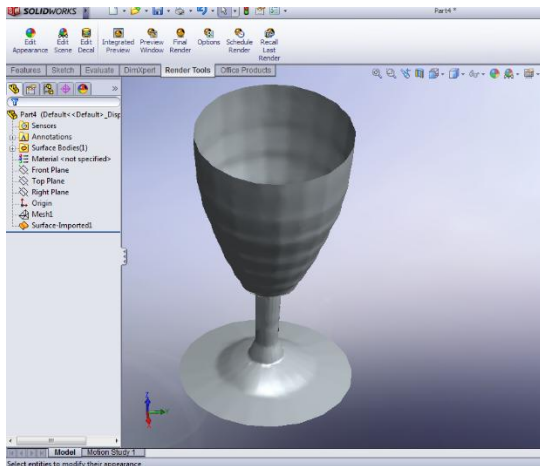 SOLIDWORKS
Part4 *
Edit Appearance
Edit Scene
Edit Decal
Integrated Preview
Preview Window
Final Render
Options
Schedule Render
Recall Last Render
Features
Sketch
Evaluate
DimXpert
Render Tools
Office Products
Part4 (Default<<Default>_Disp
Sensors
Annotations
Surface Bodies(1)
Material <not specified>
Front Plane
Top Plane
Right Plane
Origin
Mesh1
Surface-Imported1
Model
Motion Study 1
Select entities to modify their appearance